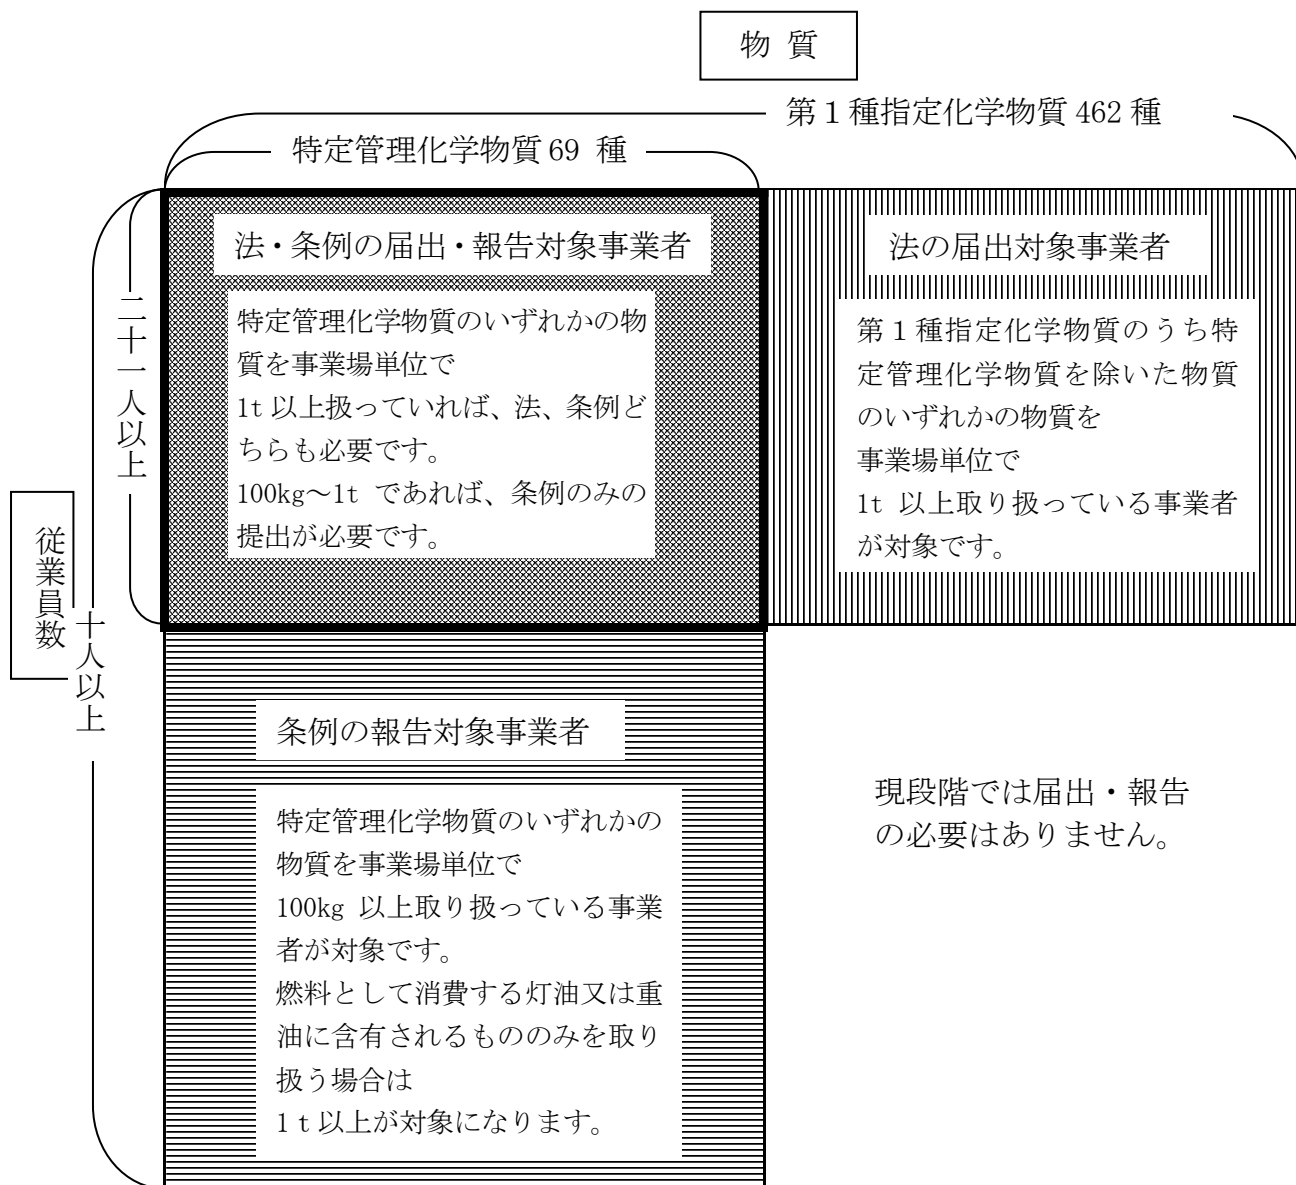 物 質
第１種指定化学物質 462 種
特定管理化学物質 69 種
従業員数
十人以上
二十一人以上
法・条例の届出・報告対象事業者
特定管理化学物質のいずれかの物
質を事業場単位で
1t 以上扱っていれば、法、条例ど
ちらも必要です。
100kg～1t であれば、条例のみの
提出が必要です。
法の届出対象事業者
第１種指定化学物質のうち特
定管理化学物質を除いた物質
のいずれかの物質を
事業場単位で
1t 以上取り扱っている事業者
が対象です。
条例の報告対象事業者
特定管理化学物質のいずれかの
物質を事業場単位で
100kg 以上取り扱っている事業
者が対象です。
燃料として消費する灯油又は重
油に含有されるもののみを取り
扱う場合は
1ｔ以上が対象になります。
現段階では届出・報告
の必要はありません。